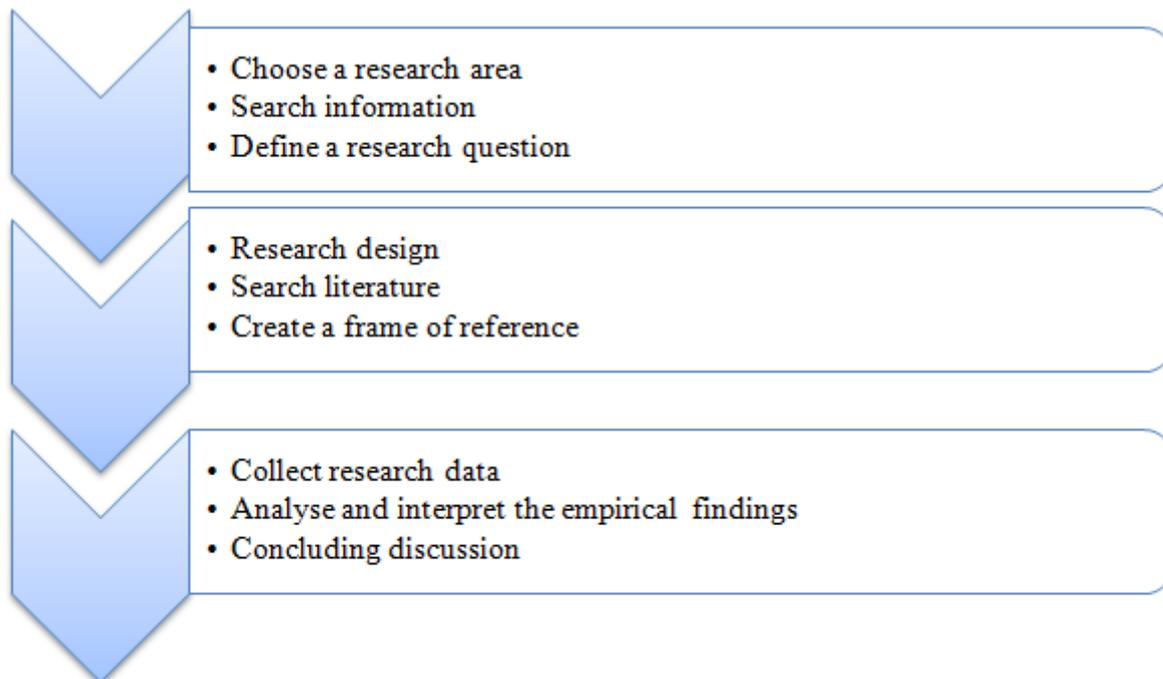 • Choose a research area
• Search information
• Define a research question
• Research design
• Search literature
• Create a frame of reference
• Collect research data
• Analyse and interpret the empirical findings
• Concluding discussion